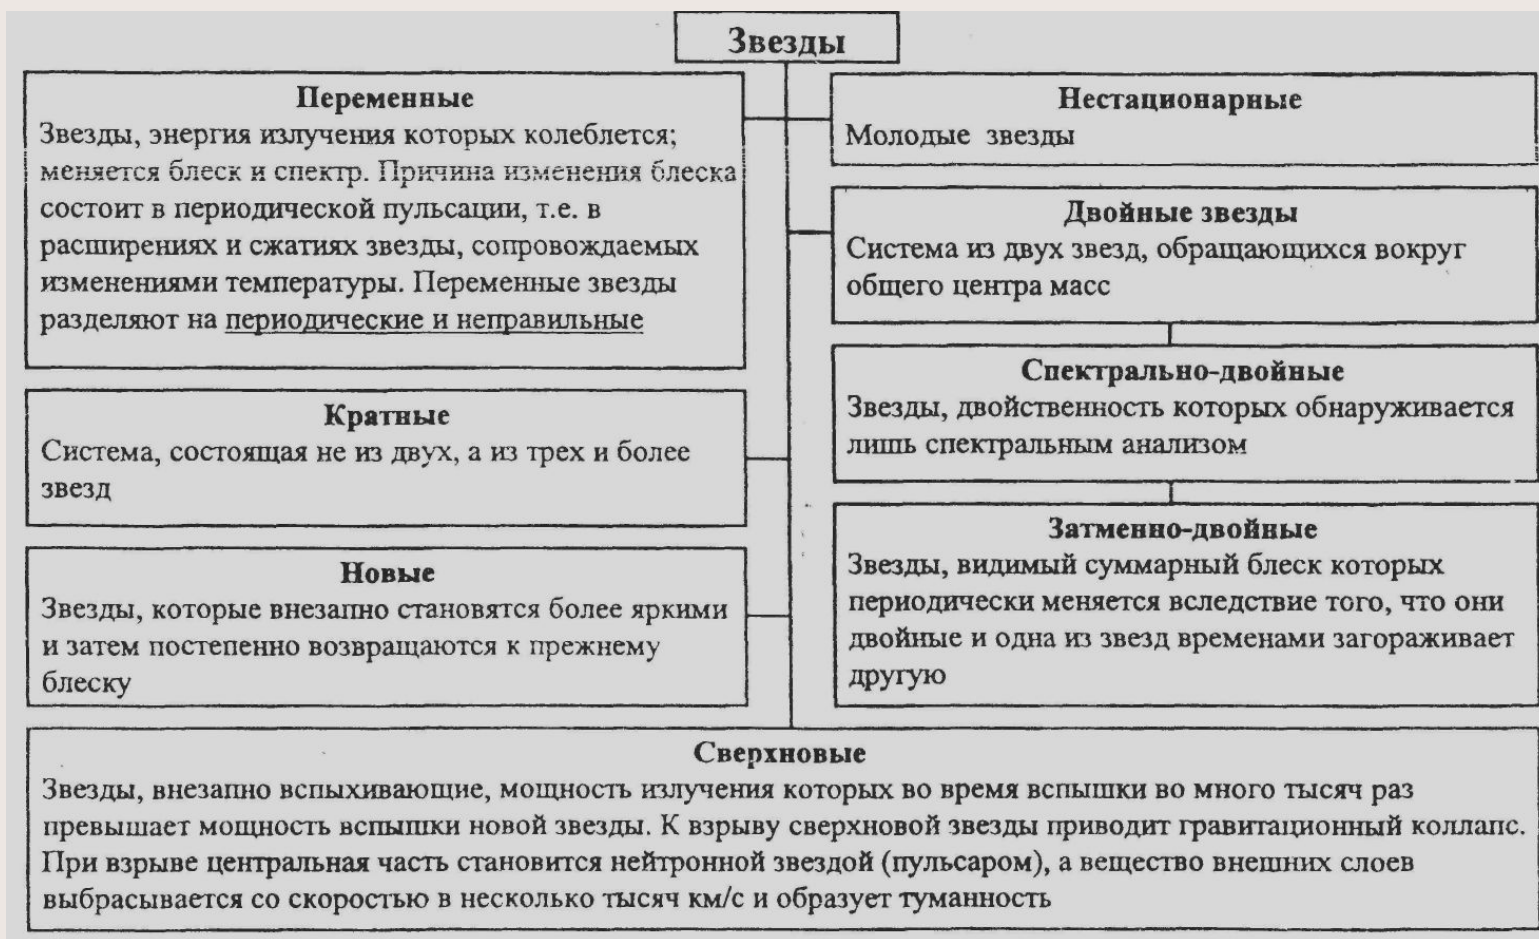 Звезды
Переменные
Звезды, энергия излучения которых колеблется;
меняется блеск и спектр. Причина изменения блеска
состоит в периодической пульсации, т.е. в
расширениях и сжатиях звезды, сопровождаемых
изменениями температуры. Переменные звезды
разделяют на периодические и неправильные
Кратные
Система, состоящая не из двух, а из трех и более
звезд
Новые
Звезды, которые внезапно становятся более яркими
и затем постепенно возвращаются к прежнему
блеску
Нестационарные
Молодые звезды
Двойные звезды
Система из двух звезд, обращающихся вокруг
общего центра масс
Спектрально-двойные
Звезды, двойственность которых обнаруживается
лишь спектральным анализом
Затменно-двойные
Звезды, видимый суммарный блеск которых
периодически меняется вследствие того, что они
двойные и одна из звезд временами загораживает
другую
Сверхновые
Звезды, внезапно вспыхивающие, мощность излучения которых во время вспышки во много тысяч раз
превышает мощность вспышки новой звезды. К взрыву сверхновой звезды приводит гравитационный коллапс.
При взрыве центральная часть становится нейтронной звездой (пульсаром), а вещество внешних слоев
выбрасывается со скоростью в несколько тысяч км/с и образует туманность